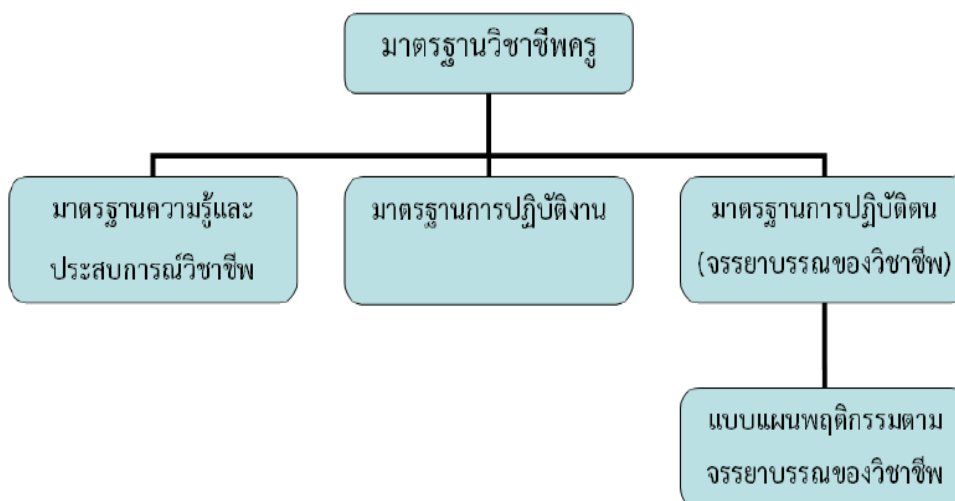 มาตรฐานวิชาชีพครู
มาตรฐานความรู้และ
ประสบการณ์วิชาชีพ
มาตรฐานการปฏิบัติงาน
มาตรฐานการปฏิบัติตน
(จรรยาบรรณของวิชาชีพ)
แบบแผนพฤติกรรมตาม
จรรยาบรรณของวิชาชีพ